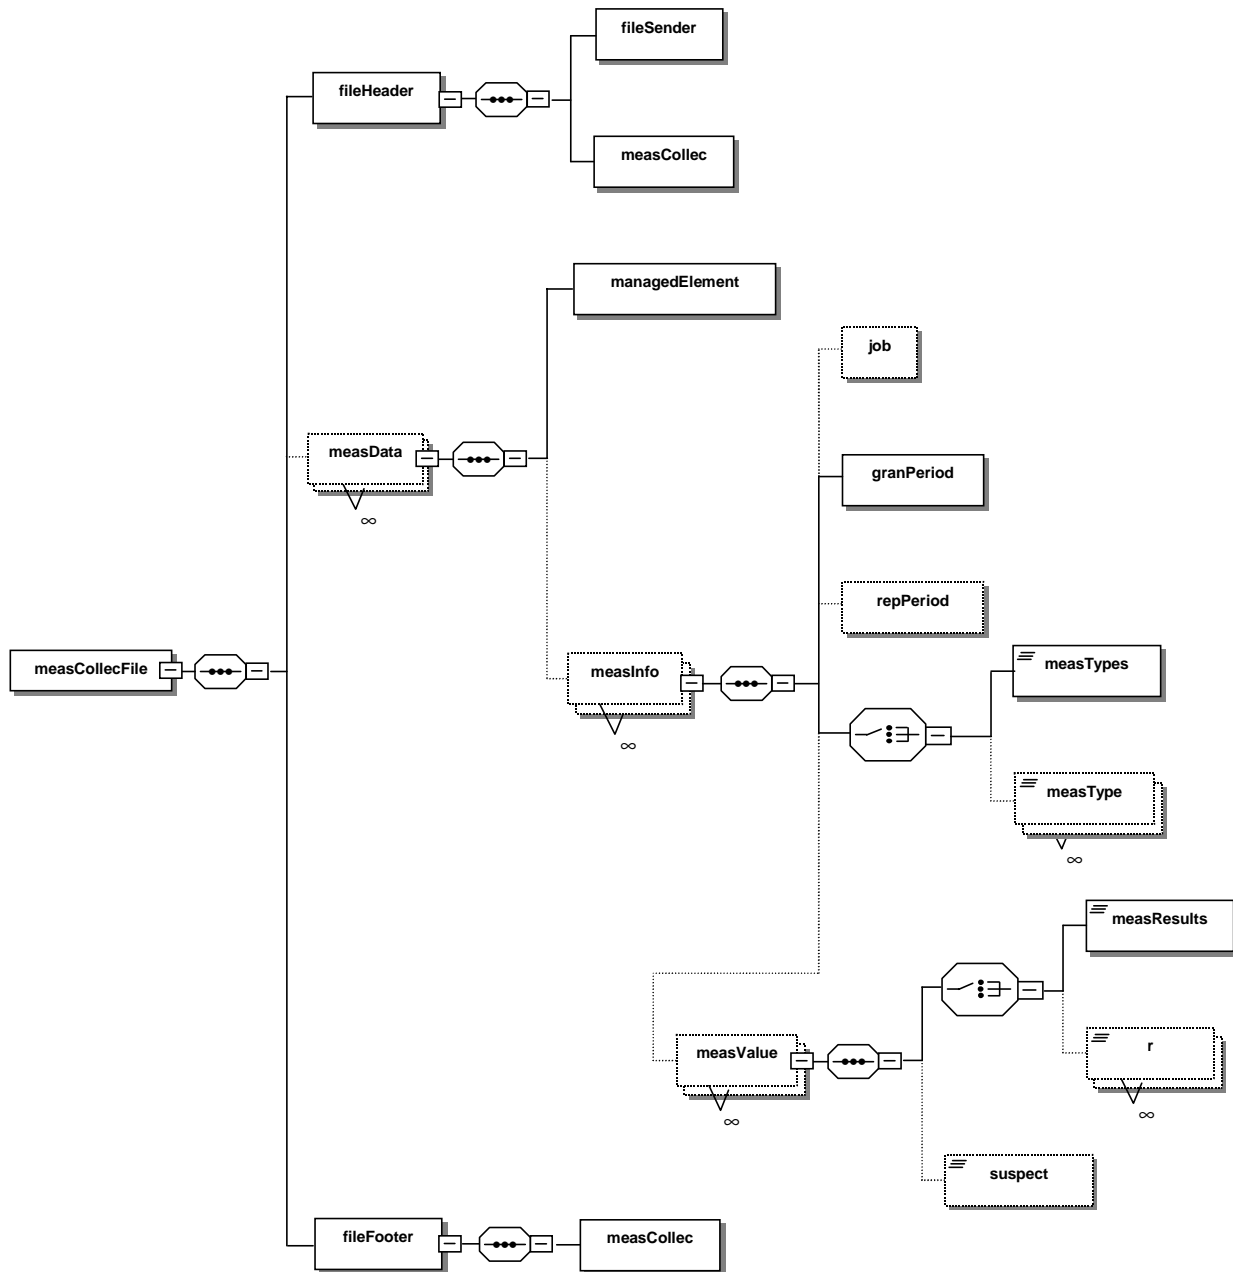 fileSender
fileHeader
measCollec
managedElement
job
measData
∞
granPeriod
repPeriod
measCollecFile
measInfo
∞
measTypes
measType
∞
measResults
measValue
∞
r
∞
suspect
fileFooter
measCollec